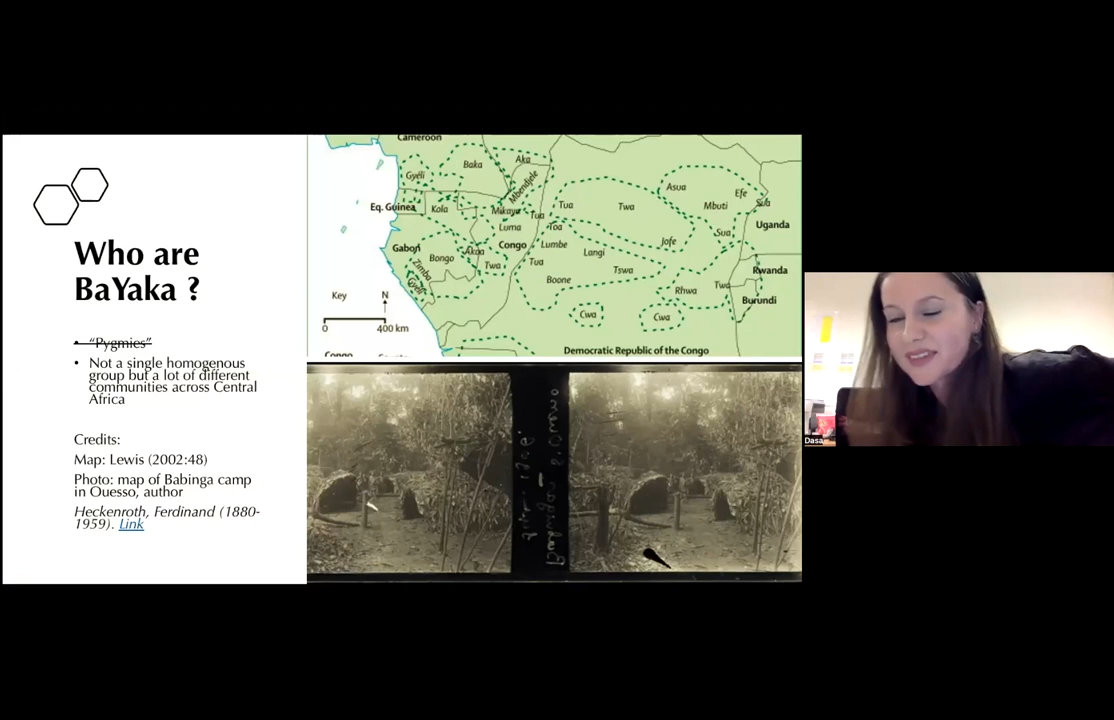 Who are
BaYaka ?
• “Pygmies”
• Not a single homogenous
group but a lot of different
communities across Central
Africa
Credits:
Map: Lewis (2002:48)
Photo: map of Babinga camp
in Ouesso, author
Heckenroth, Ferdinand (1880-
1959). Link
Cameroon
Baka
Aka
Gyéli
Mbendjele
Asua
Efe
Eq. Guinea
Kola
Mikaya
Tua
Tua
Twa
Mbuti
Sua
Luma
Toa
Sua
Uganda
Gabon
Bongo
Akoa
Congo
Lumbe
Langi
Jofe
Zimba
Twa
Tua
Tswa
Rwanda
Gyéli
Boone
Rhwa
Twa
Burundi
Key
N
0
400 km
Cwa
Cwa
Democratic Republic of the Congo
Dasa